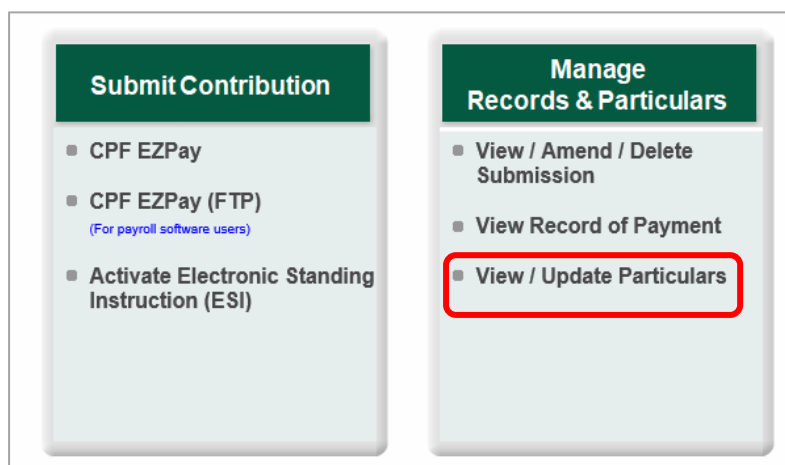 Submit Contribution
CPF EZPay
CPF EZPay (FTP)
(For payroll software users)
Activate Electronic Standing
Instruction (ESI)
Manage
Records & Particulars
View / Amend / Delete
Submission
View Record of Payment
View / Update Particulars